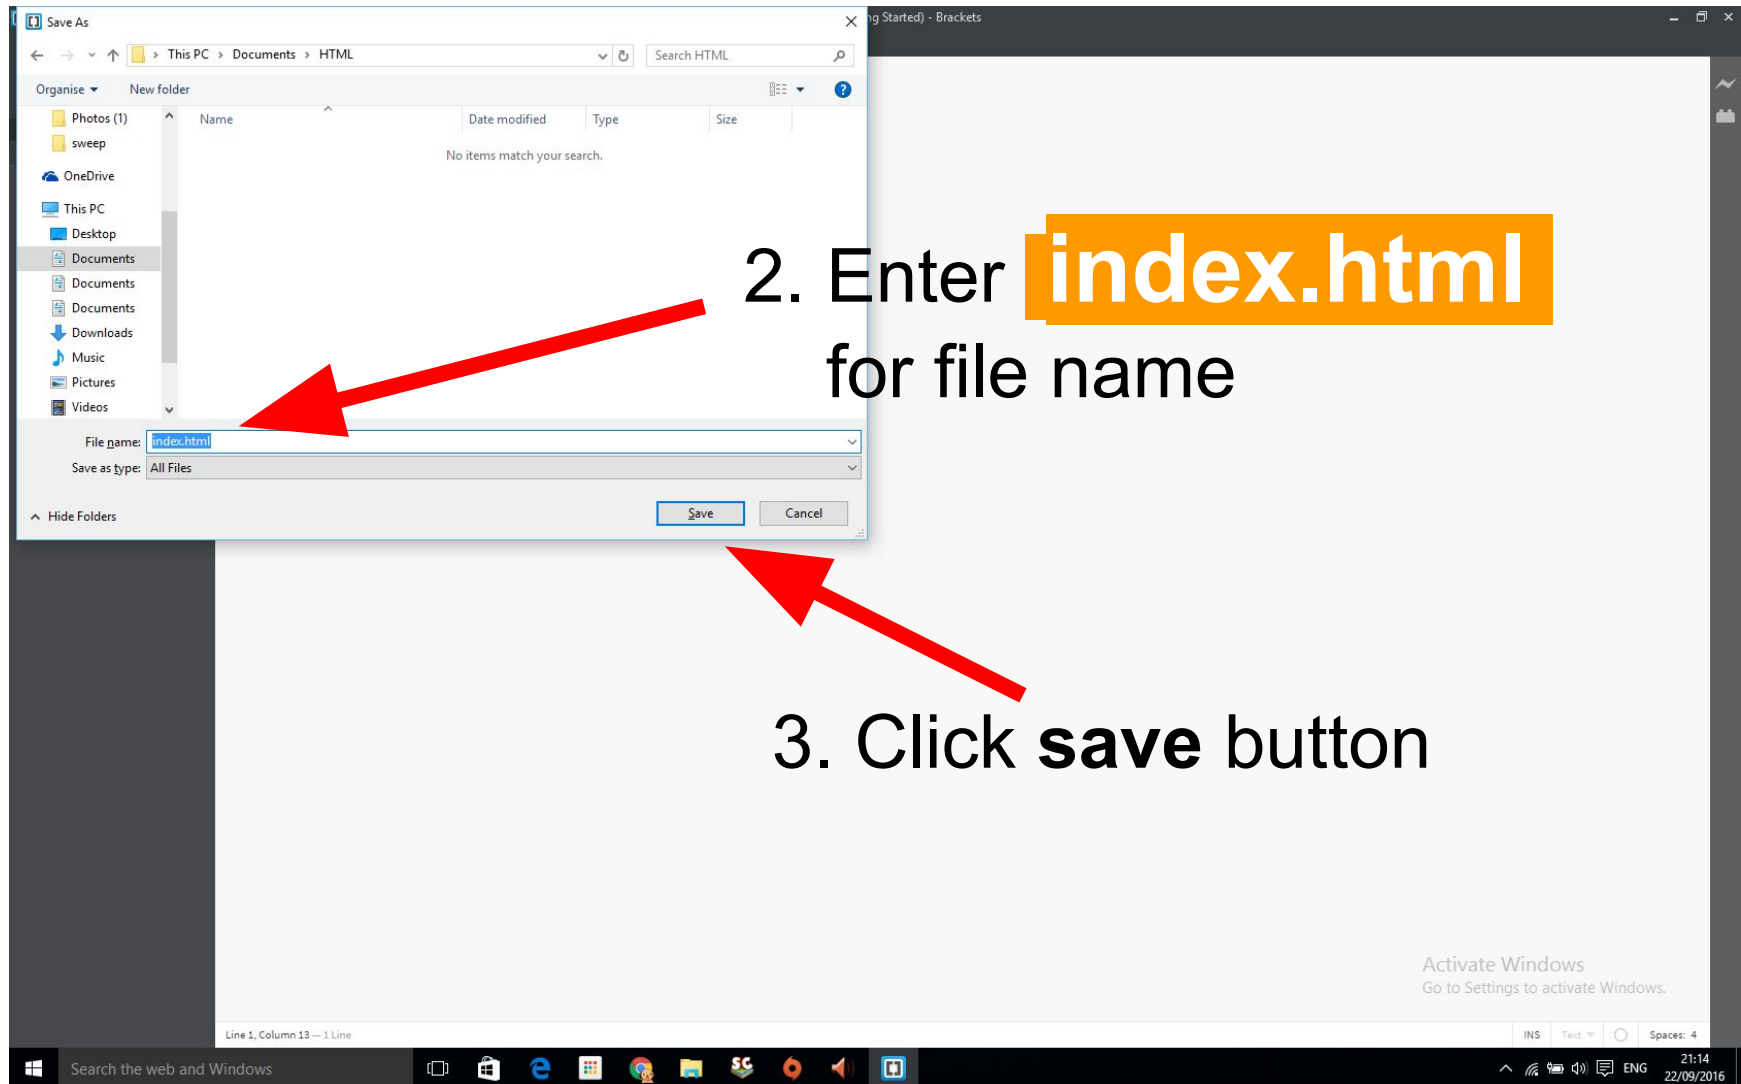 Save As
ng Started) - Brackets
This PC > Documents > HTML
Search HTML
Organise
New folder
Photos (1)
sweep
OneDrive
This PC
Desktop
Documents
Documents
Documents
Downloads
Music
Pictures
Videos
Name
Date modified
Type
Size
No items match your search.
2. Enter index.html
for file name
File name: index.html
Save as type: All Files
Hide Folders
Save
Cancel
3. Click save button
Activate Windows
Go to Settings to activate Windows.
Line 1, Column 13 — 1 Line
INS
Text
Spaces: 4
Search the web and Windows
SC
ENG
21:14
22/09/2016